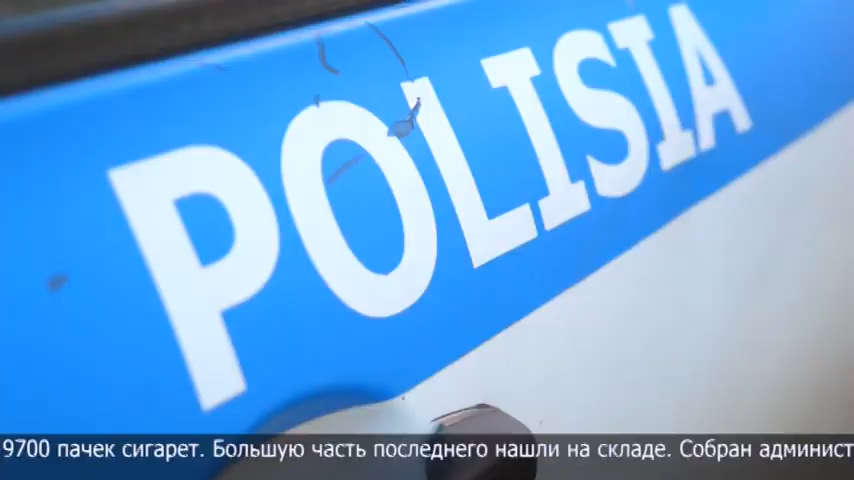 POLISIA
9700 пачек сигарет. Большую часть последнего нашли на складе. Собран админист